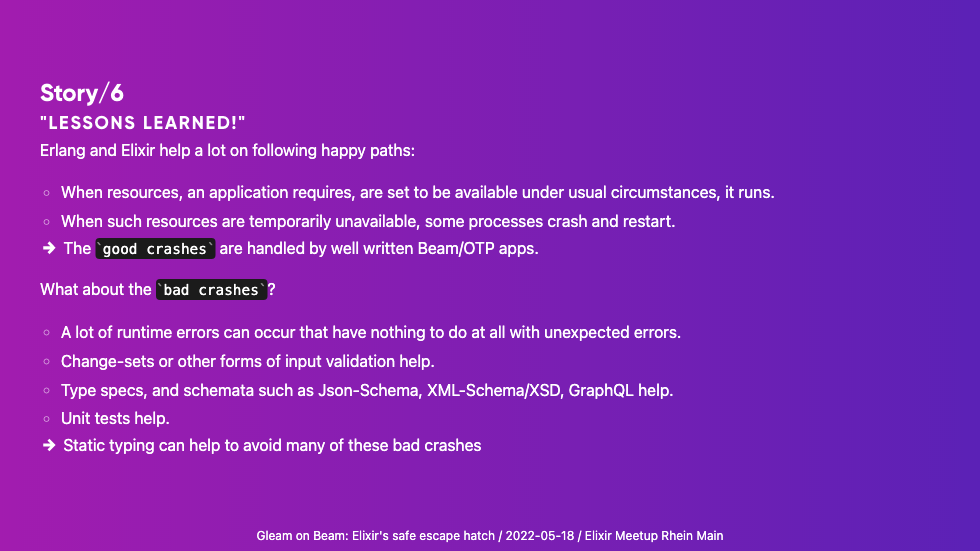 Story/6
"LESSONS LEARNED!"
Erlang and Elixir help a lot on following happy paths:
When resources, an application requires, are set to be available under usual circumstances, it runs.
When such resources are temporarily unavailable, some processes crash and restart.
→ The `good crashes` are handled by well written Beam/OTP apps.
What about the `bad crashes`?
A lot of runtime errors can occur that have nothing to do at all with unexpected errors.
Change-sets or other forms of input validation help.
Type specs, and schemata such as Json-Schema, XML-Schema/XSD, GraphQL help.
Unit tests help.
→ Static typing can help to avoid many of these bad crashes
Gleam on Beam: Elixir's safe escape hatch / 2022-05-18 / Elixir Meetup Rhein Main